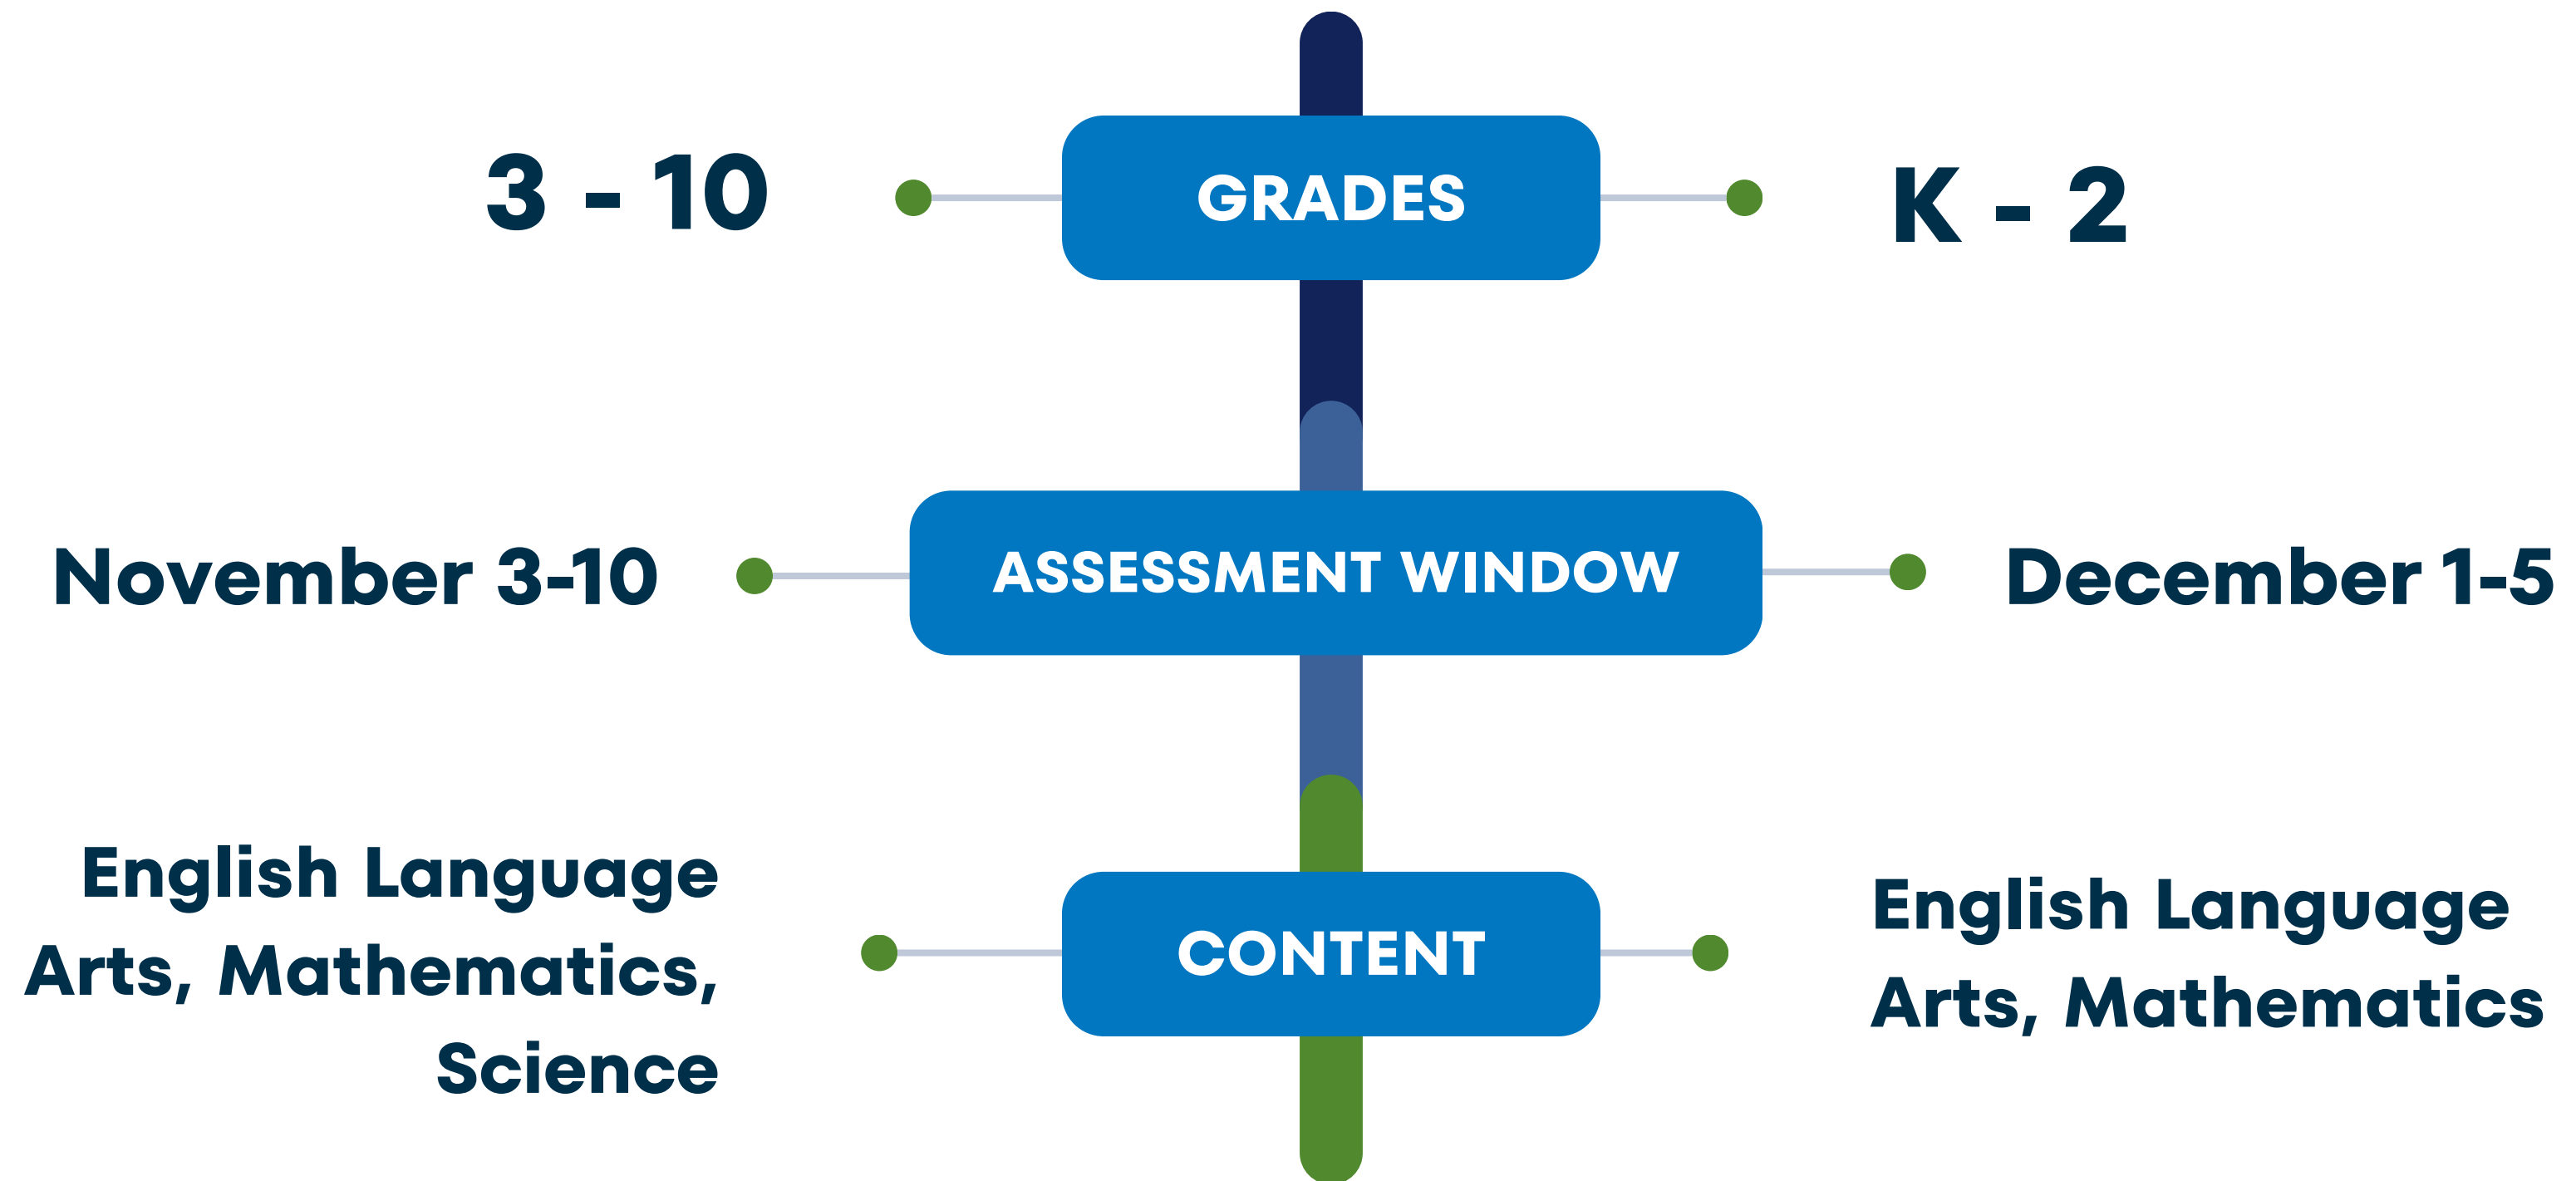 3 - 10
GRADES
K - 2
November 3-10
ASSESSMENT WINDOW
December 1-5
English Language
Arts, Mathematics,
Science
CONTENT
English Language
Arts, Mathematics